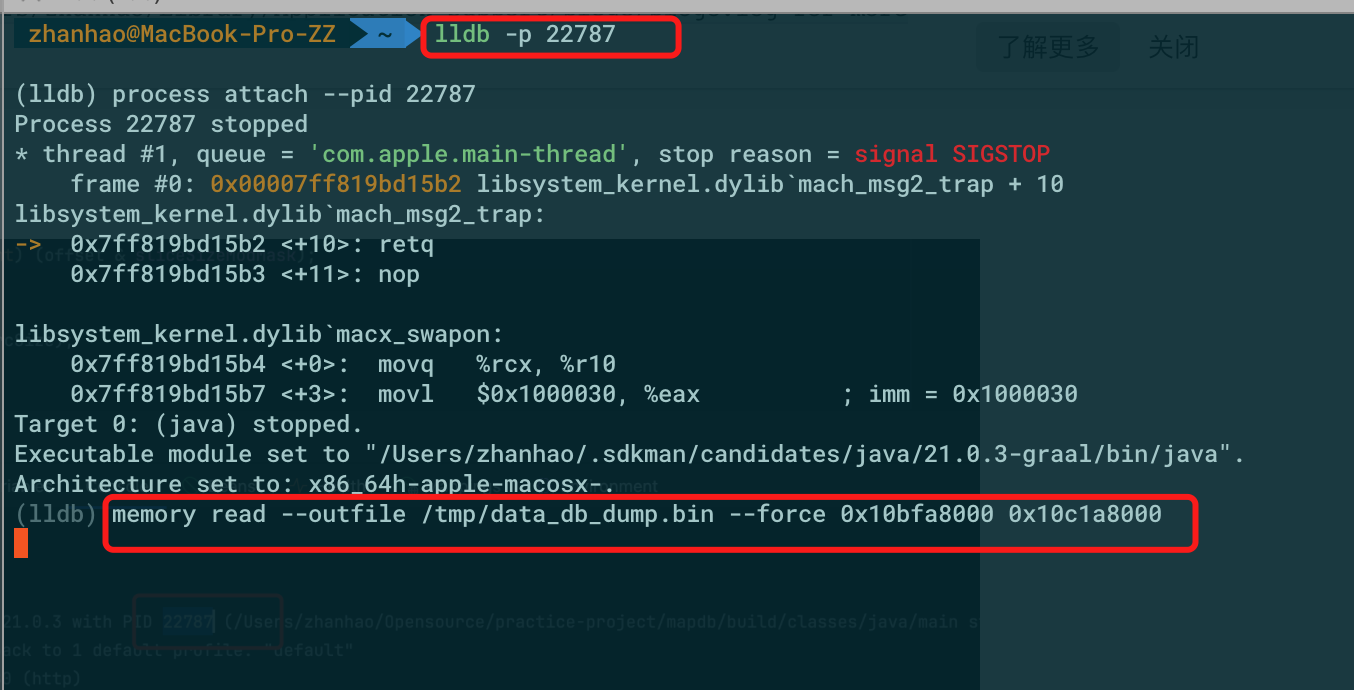 zhanhao@MacBook-Pro-ZZ ~ lldb -p 22787
了解更多 关闭
(lldb) process attach --pid 22787
Process 22787 stopped
* thread #1, queue = 'com.apple.main-thread', stop reason = signal SIGSTOP
frame #0: 0x00007ff819bd15b2 libsystem_kernel.dylib`mach_msg2_trap + 10
libsystem_kernel.dylib`mach_msg2_trap:
-> 0x7ff819bd15b2 <+10>: retq
0x7ff819bd15b3 <+11>: nop
libsystem_kernel.dylib`macx_swapon:
0x7ff819bd15b4 <+0>: movq %rcx, %r10
0x7ff819bd15b7 <+3>: movl $0x1000030, %eax ; imm = 0x1000030
Target 0: (java) stopped.
Executable module set to "/Users/zhanhao/.sdkman/candidates/java/21.0.3-graal/bin/java".
Architecture set to: x86_64h-apple-macosx-.
(lldb) memory read --outfile /tmp/data_db_dump.bin --force 0x10bfa8000 0x10c1a8000
21.0.3 with PID 22787 (/Users/zhanhao/Opensource/practice-project/mapdb/build/classes/java/main s
ack to 1 default profile: "default"
(http)